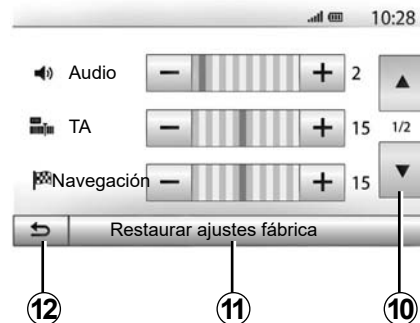 10:28
Audio − + 2 ▲
TA − + 15 1/2
Navegación − + 15 ▼
Restaurar ajustes fábrica
12 11 10